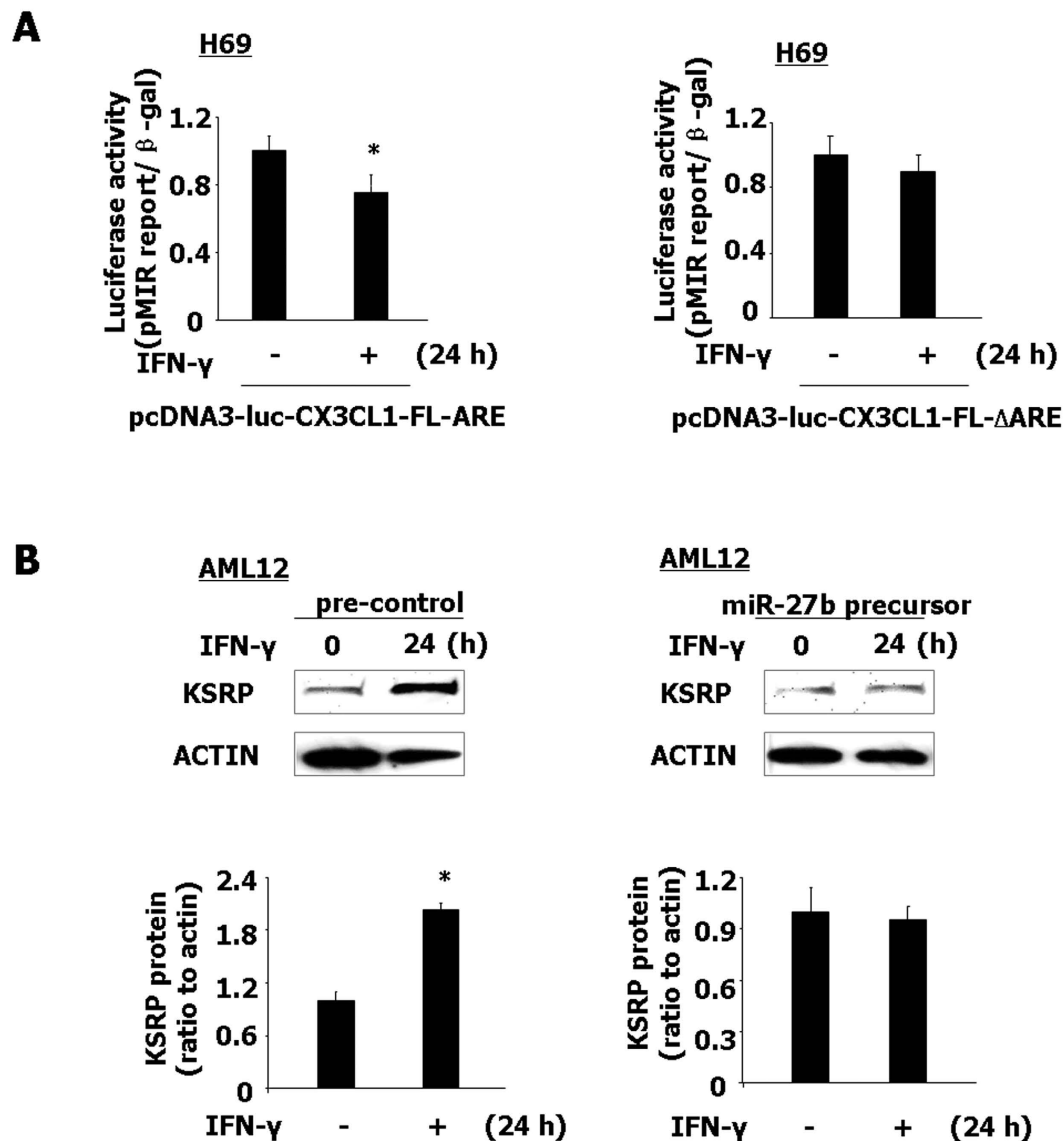 A
H69
H69
Luciferase activity
(pMIR report/ β -gal)
1.2
0.8
0.4
0
*
IFN-γ - + (24 h)
pcDNA3-luc-CX3CL1-FL-ARE
Luciferase activity
(pMIR report/ β -gal)
1.2
0.8
0.4
0
IFN-γ - + (24 h)
pcDNA3-luc-CX3CL1-FL-ΔARE
B
AML12
pre-control
IFN-γ 0 24 (h)
KSRP
ACTIN
AML12
miR-27b precursor
IFN-γ 0 24 (h)
KSRP
ACTIN
KSRP protein
(ratio to actin)
2.4
1.8
1.2
0.6
0
*
IFN-γ - + (24 h)
KSRP protein
(ratio to actin)
1.2
0.9
0.6
0.3
0
IFN-γ - + (24 h)